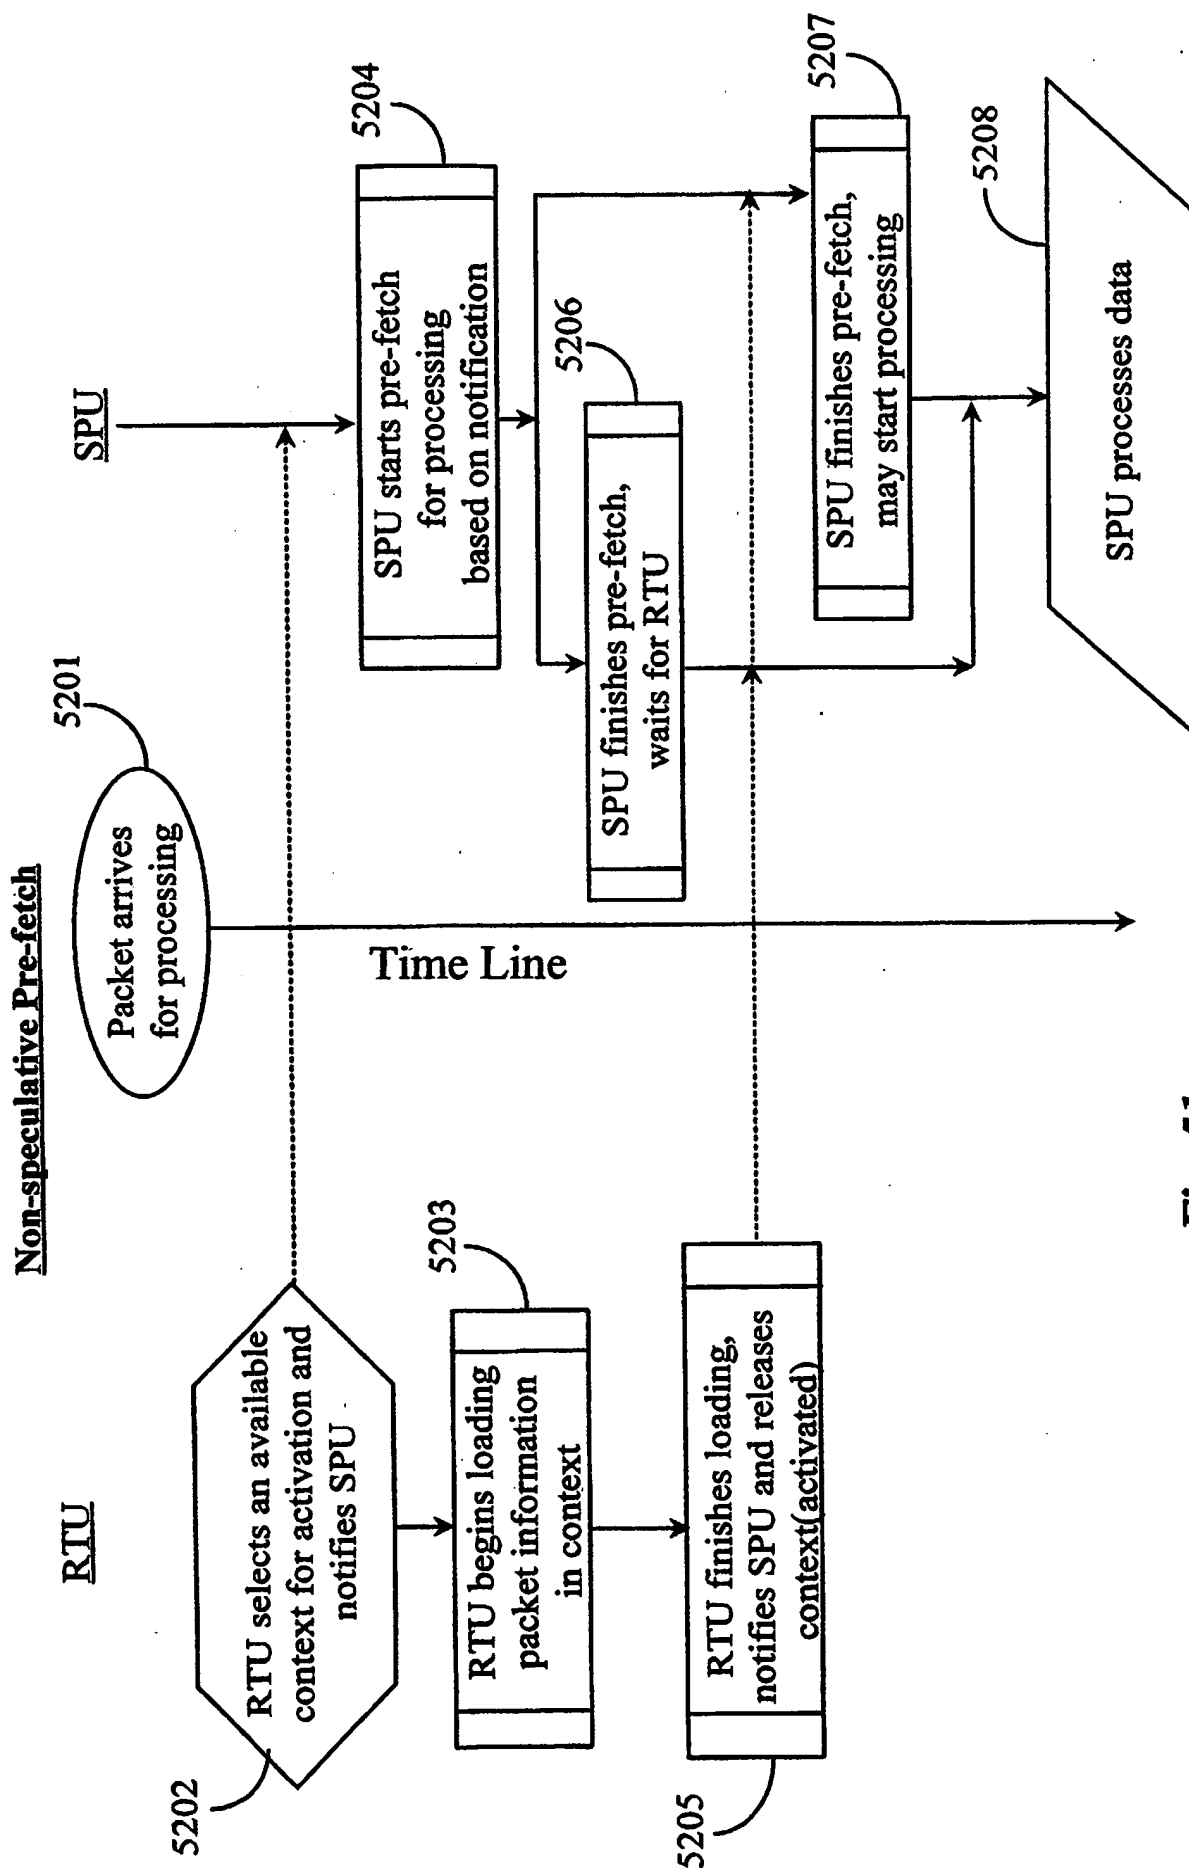 Non-speculative Pre-fetch
RTU
SPU
5201
Packet arrives
for processing
5202
RTU selects an available
context for activation and
notifies SPU
5203
RTU begins loading
packet information
in context
5204
SPU starts pre-fetch
for processing
based on notification
Time Line
5205
RTU finishes loading,
notifies SPU and releases
context(activated)
5206
SPU finishes pre-fetch,
waits for RTU
5207
SPU finishes pre-fetch,
may start processing
5208
SPU processes data